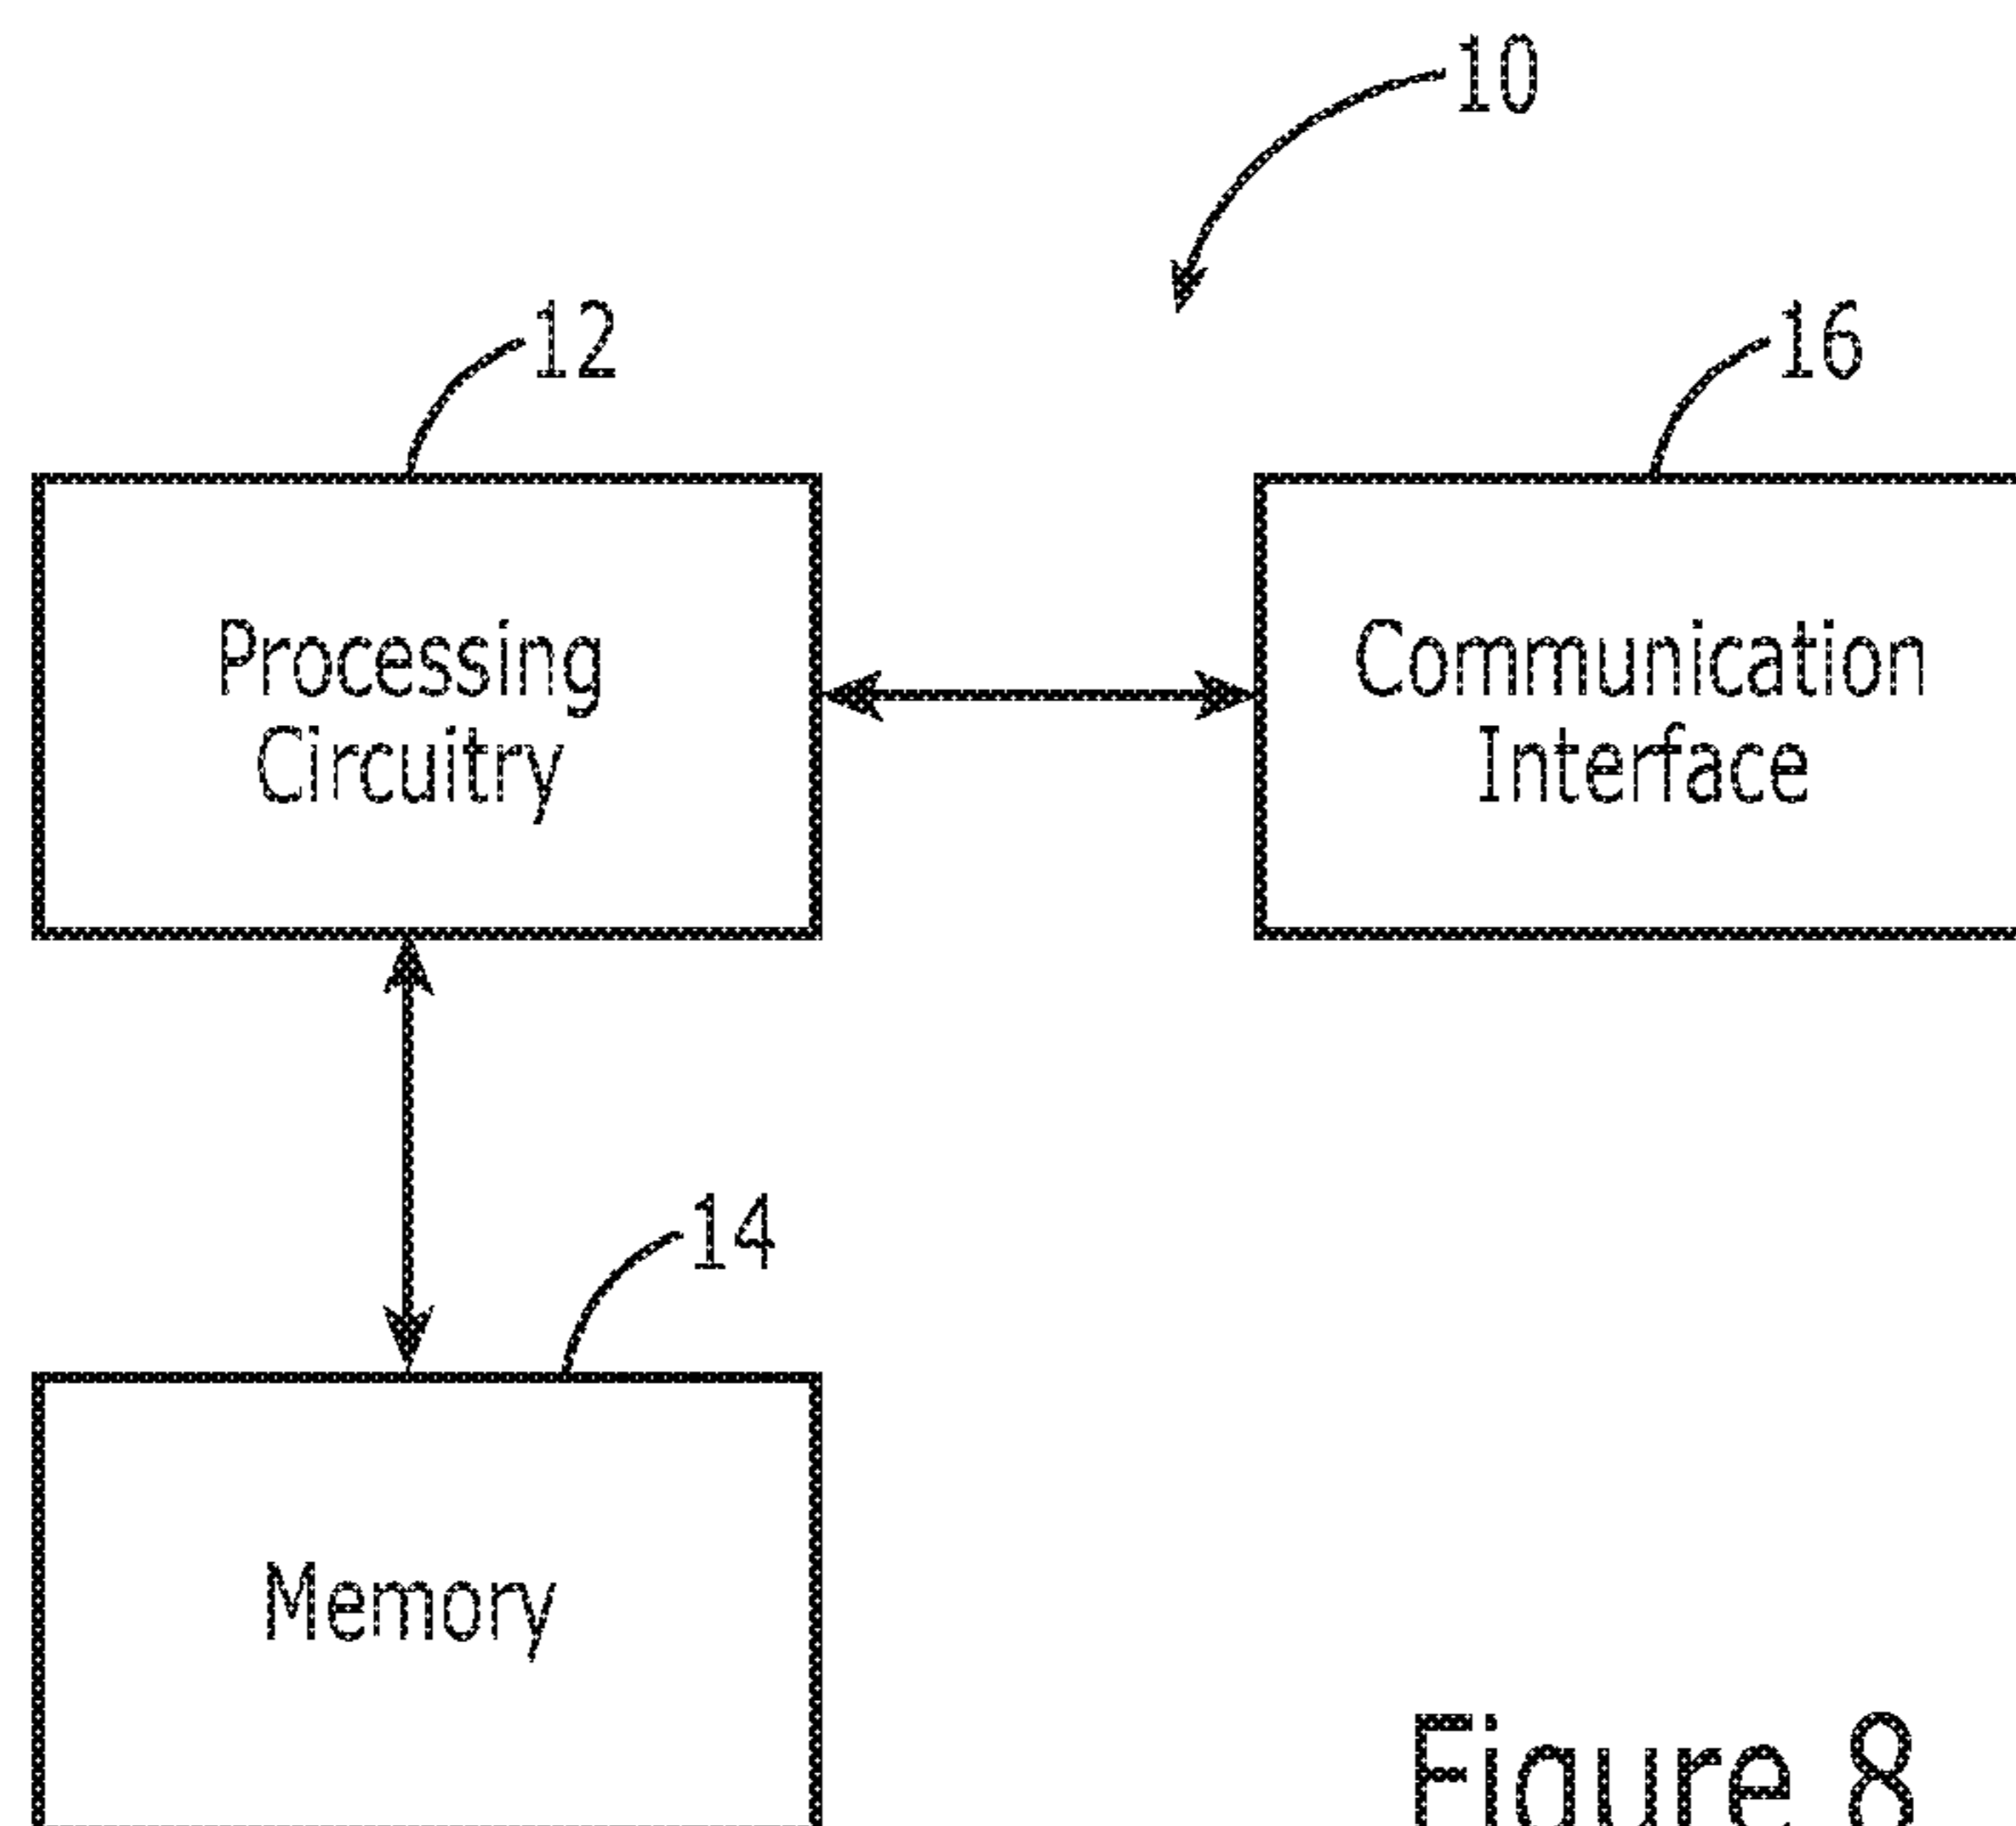 10
12
16
Processing
Circuitry
Communication
Interface
14
Memory
Figure 8